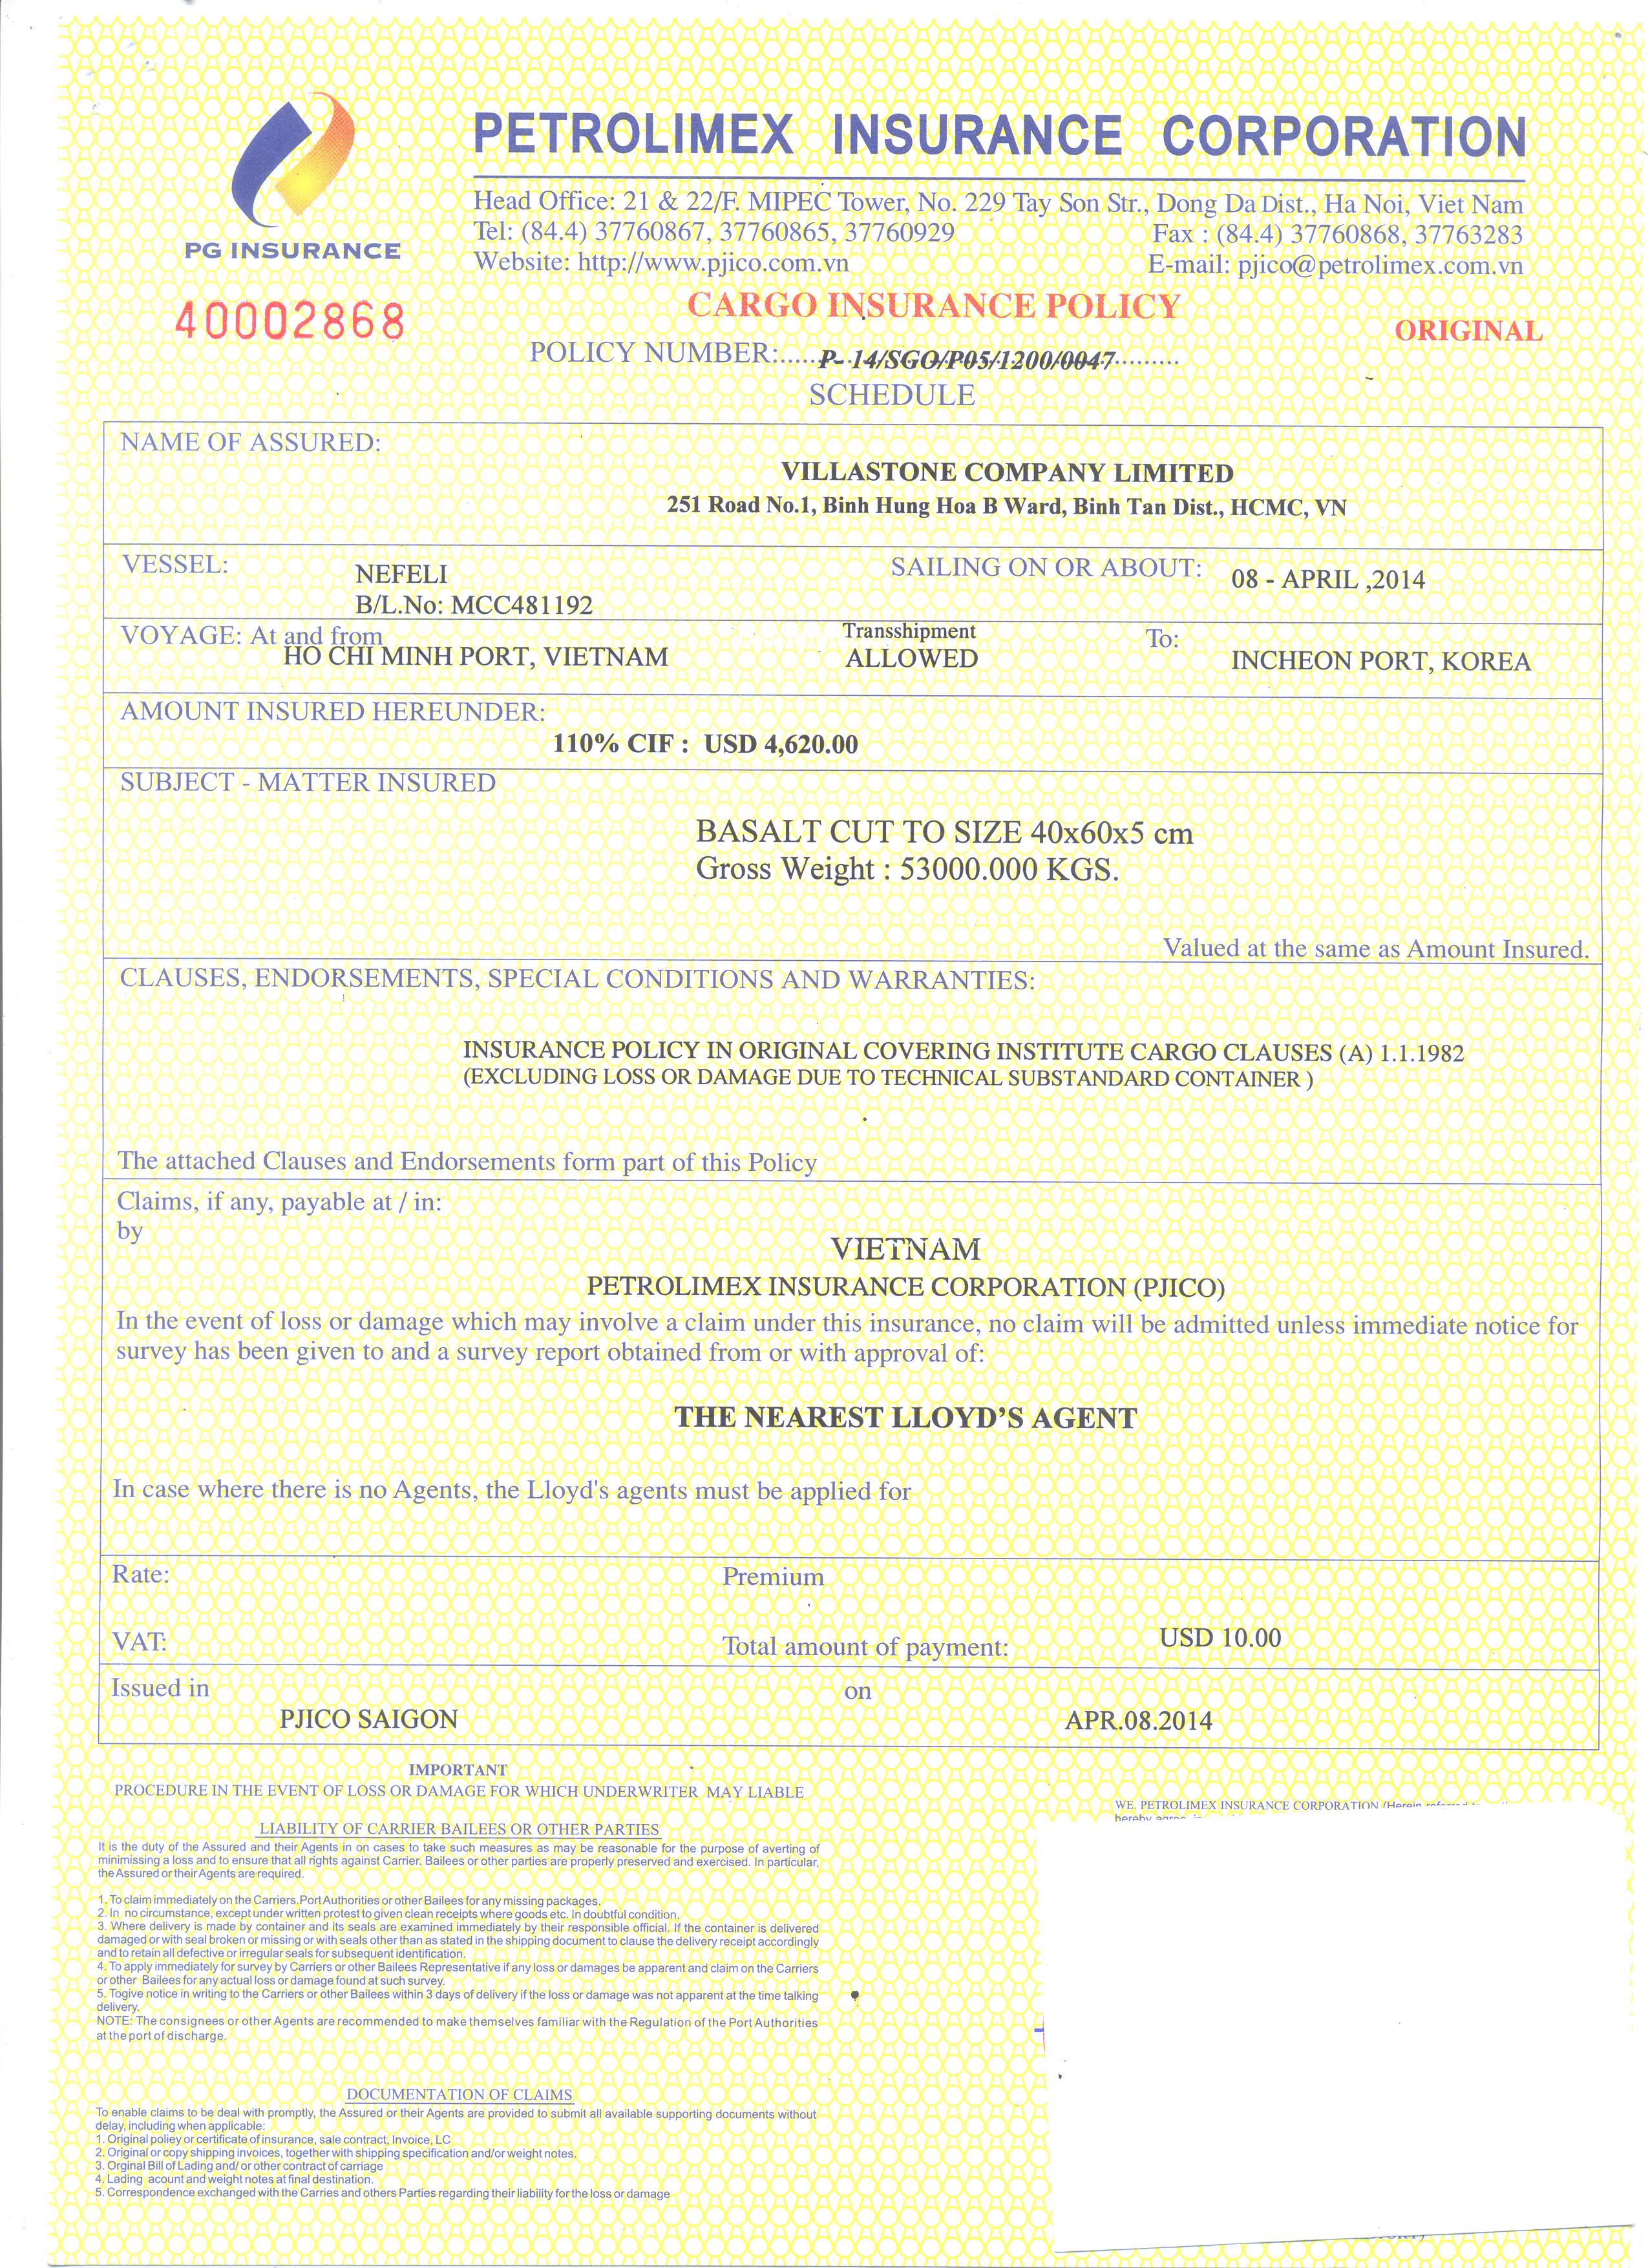 PETROLIMEX INSURANCE CORPORATION
Head Office: 21 & 22/F. MIPEC Tower, No. 229 Tay Son Str., Dong Da Dist., Ha Noi, Viet Nam
Tel: (84.4) 37760867, 37760865, 37760929 Fax : (84.4) 37760868, 37763283
Website: http://www.pjico.com.vn E-mail: pjico@petrolimex.com.vn
PG INSURANCE
40002868
CARGO INSURANCE POLICY
ORIGINAL
POLICY NUMBER:......P- 14/SGO/P05/1200/0047..........
SCHEDULE
NAME OF ASSURED:
VILLASTONE COMPANY LIMITED
251 Road No.1, Binh Hung Hoa B Ward, Binh Tan Dist., HCMC, VN
VESSEL: NEFELI SAILING ON OR ABOUT: 08 - APRIL ,2014
B/L.No: MCC481192
VOYAGE: At and from Transshipment To:
HO CHI MINH PORT, VIETNAM ALLOWED INCHEON PORT, KOREA
AMOUNT INSURED HEREUNDER:
110% CIF : USD 4,620.00
SUBJECT - MATTER INSURED
BASALT CUT TO SIZE 40x60x5 cm
Gross Weight : 53000.000 KGS.
Valued at the same as Amount Insured.
CLAUSES, ENDORSEMENTS, SPECIAL CONDITIONS AND WARRANTIES:
INSURANCE POLICY IN ORIGINAL COVERING INSTITUTE CARGO CLAUSES (A) 1.1.1982
(EXCLUDING LOSS OR DAMAGE DUE TO TECHNICAL SUBSTANDARD CONTAINER )
The attached Clauses and Endorsements form part of this Policy
Claims, if any, payable at / in:
by
VIETNAM
PETROLIMEX INSURANCE CORPORATION (PJICO)
In the event of loss or damage which may involve a claim under this insurance, no claim will be admitted unless immediate notice for
survey has been given to and a survey report obtained from or with approval of:
THE NEAREST LLOYD'S AGENT
In case where there is no Agents, the Lloyd's agents must be applied for
Rate: Premium
VAT: Total amount of payment: USD 10.00
Issued in on
PJICO SAIGON APR.08.2014
IMPORTANT
PROCEDURE IN THE EVENT OF LOSS OR DAMAGE FOR WHICH UNDERWRITER MAY LIABLE
LIABILITY OF CARRIER BAILEES OR OTHER PARTIES
It is the duty of the Assured and their Agents in on cases to take such measures as may be reasonable for the purpose of averting of
minimissing a loss and to ensure that all rights against Carrier. Bailees or other parties are properly preserved and exercised. In particular,
the Assured or their Agents are required.
1. To claim immediately on the Carriers.Port Authorities or other Bailees for any missing packages.
2. In no circumstance, except under written protest to given clean receipts where goods etc. In doubtful condition.
3. Where delivery is made by container and its seals are examined immediately by their responsible official. If the container is delivered
damaged or with seal broken or missing or with seals other than as stated in the shipping document to clause the delivery receipt accordingly
and to retain all defective or irregular seals for subsequent identification.
4. To apply immediately for survey by Carriers or other Bailees Representative if any loss or damages be apparent and claim on the Carriers
or other Bailees for any actual loss or damage found at such survey.
5. Togive notice in writing to the Carriers or other Bailees within 3 days of delivery if the loss or damage was not apparent at the time talking
delivery.
NOTE: The consignees or other Agents are recommended to make themselves familiar with the Regulation of the Port Authorities
at the port of discharge.
DOCUMENTATION OF CLAIMS
To enable claims to be deal with promptly, the Assured or their Agents are provided to submit all available supporting documents without
delay, including when applicable:
1. Original poliey or certificate of insurance, sale contract, Invoice, LC
2. Original or copy shipping invoices, together with shipping specification and/or weight notes.
3. Orginal Bill of Lading and/ or other contract of carriage
4. Lading acount and weight notes at final destination.
5. Correspondence exchanged with the Carries and others Parties regarding their liability for the loss or damage
WE. PETROLIMEX INSURANCE CORPORATION (Herein
hereby